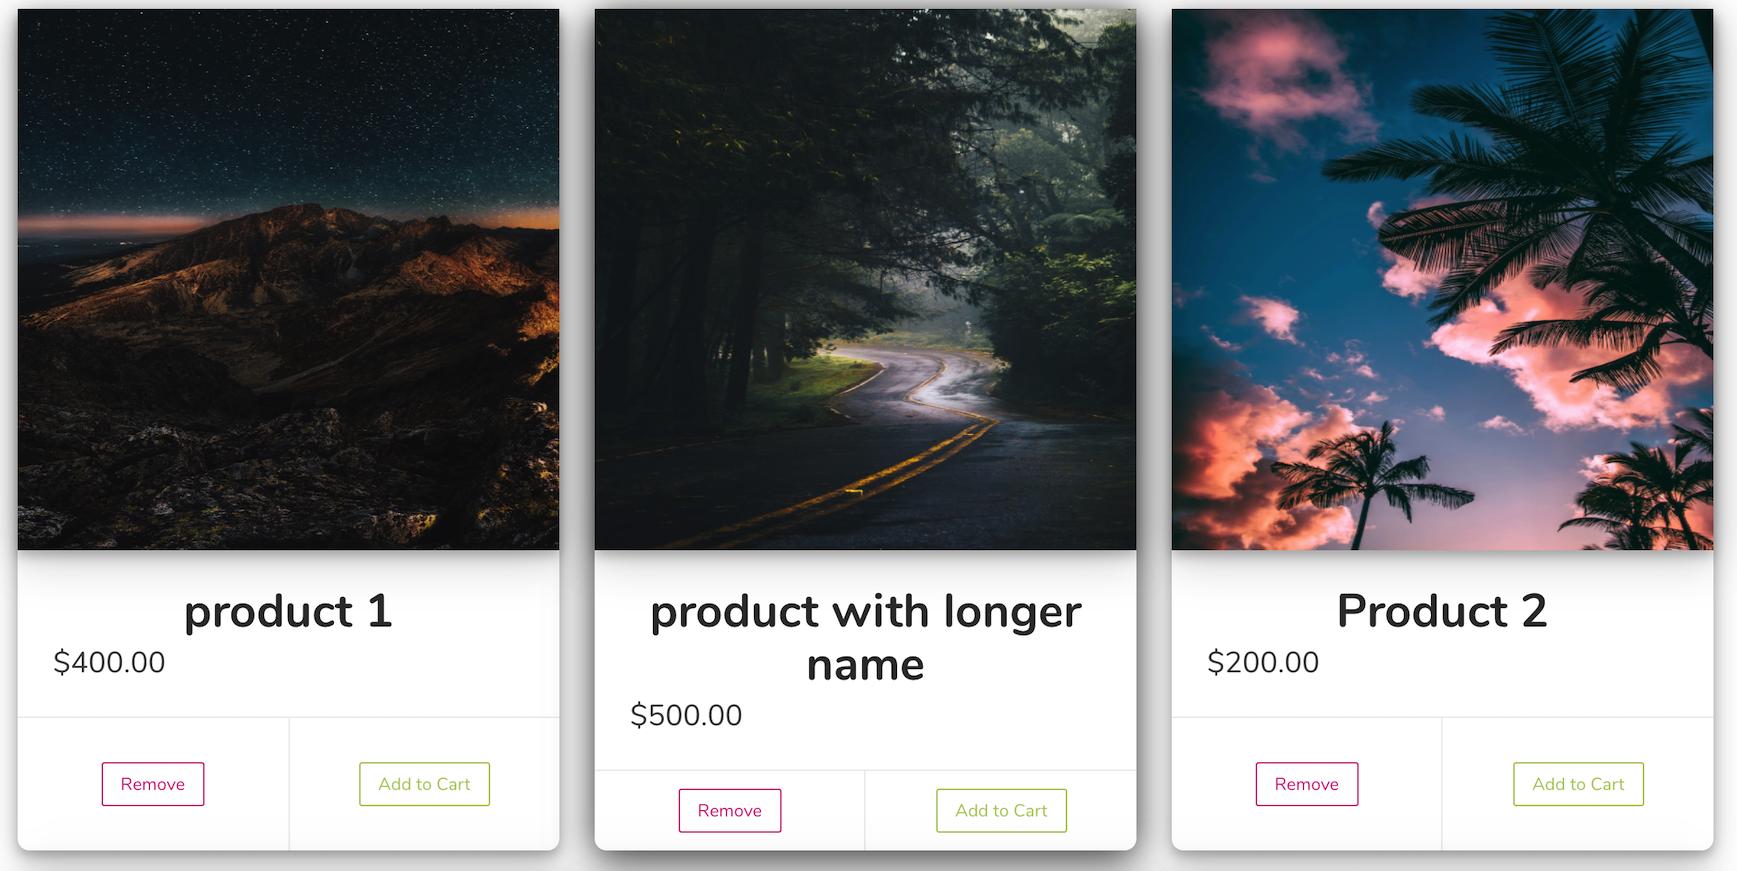 product 1
$400.00
Remove
Add to Cart
product with longer
name
$500.00
Remove
Add to Cart
Product 2
$200.00
Remove
Add to Cart